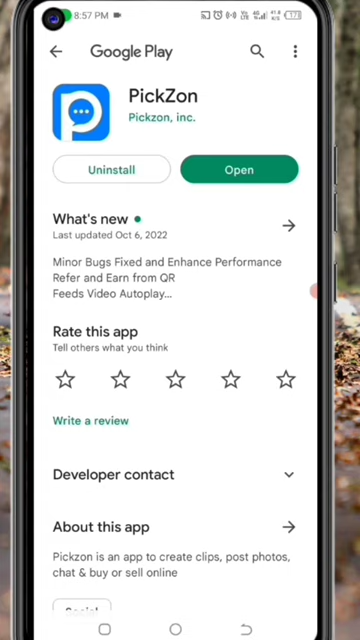 8:57 PM
Google Play
PickZon
Pickzon, inc.
Uninstall
Open
What's new
Last updated Oct 6, 2022
Minor Bugs Fixed and Enhance Performance
Refer and Earn from QR
Feeds Video Autoplay...
Rate this app
Tell others what you think
Write a review
Developer contact
About this app
Pickzon is an app to create clips, post photos,
chat & buy or sell online
Social